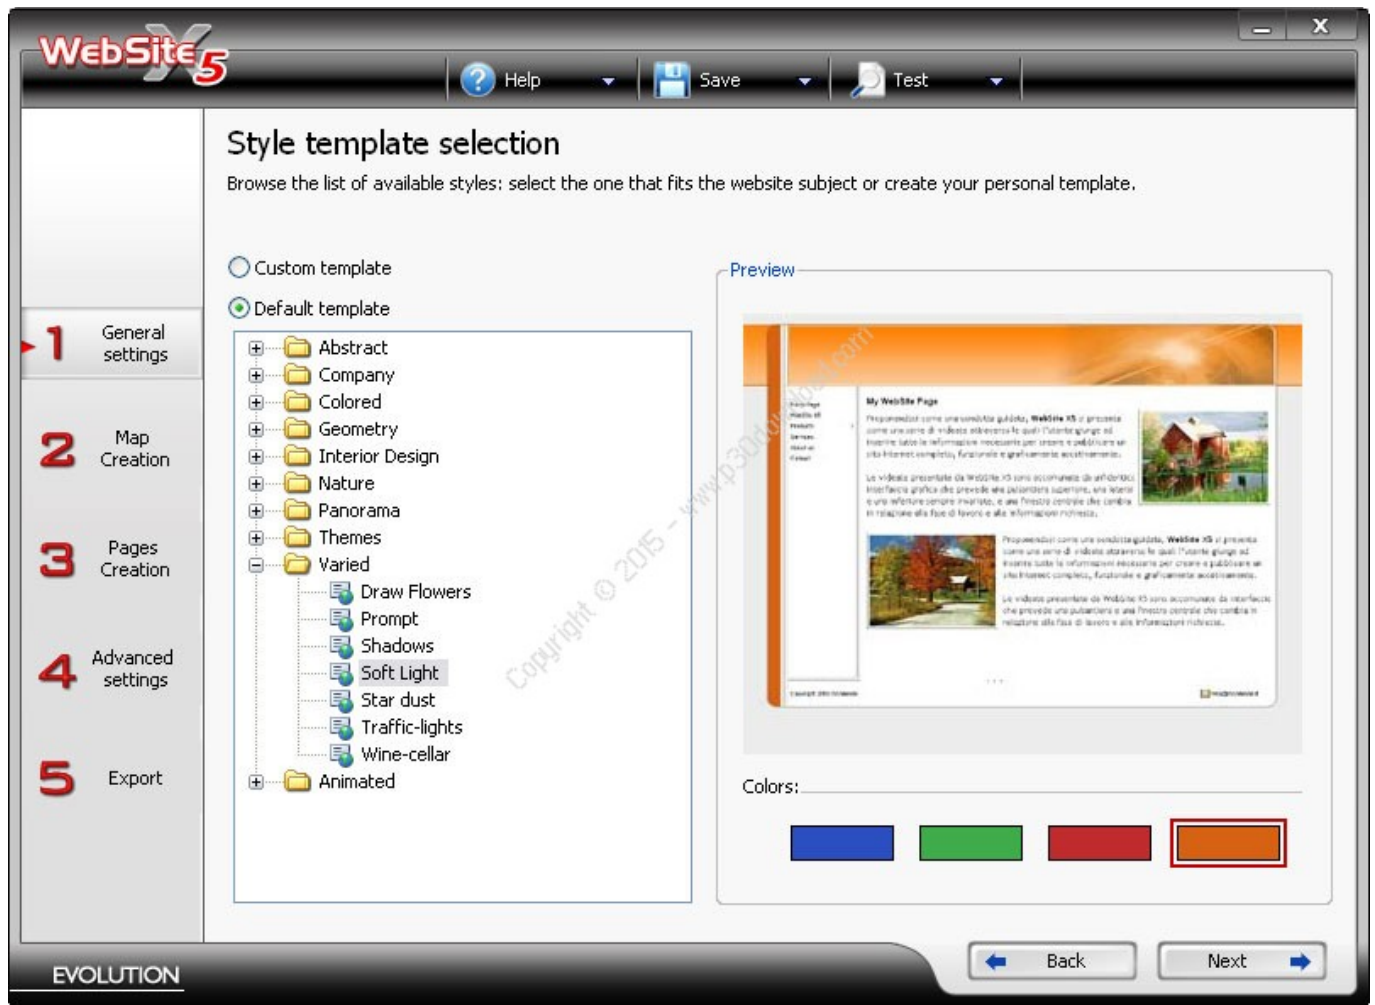 X
WebSite X5
Help
Save
Test
Style template selection
Browse the list of available styles: select the one that fits the website subject or create your personal template.
Custom template
Default template
Abstract
Company
Colored
Geometry
Interior Design
Nature
Panorama
Themes
Varied
Draw Flowers
Prompt
Shadows
Soft Light
Star dust
Traffic-lights
Wine-cellar
Animated
1 General
settings
2 Map
Creation
3 Pages
Creation
4 Advanced
settings
5 Export
Preview
My WebSite Page
Colors:
Copyright © 2015 - www.p30download.com
EVOLUTION
Back
Next